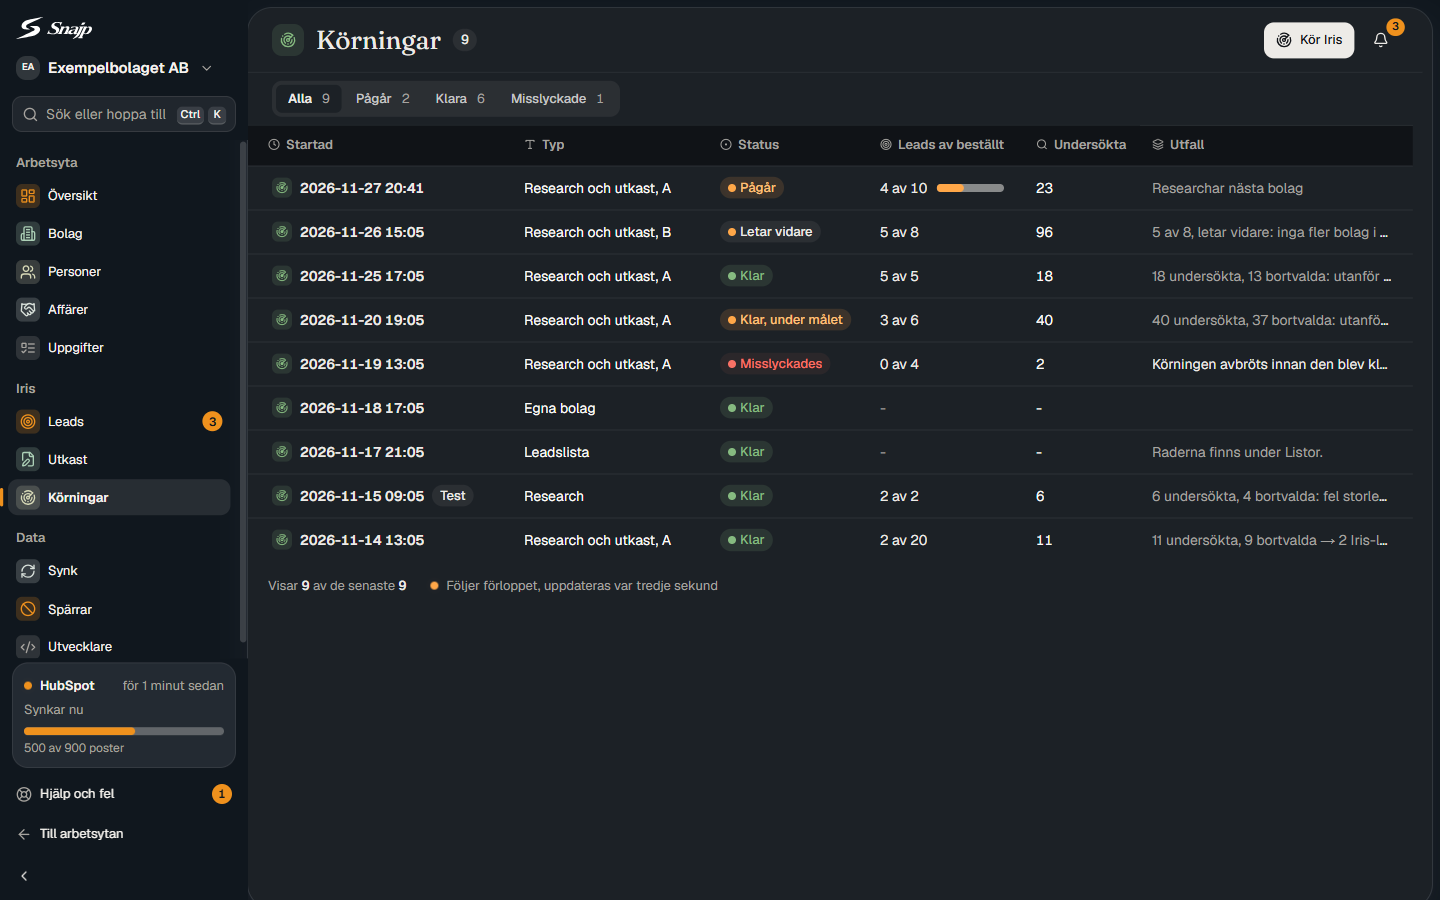 Snajp
EA Exempelbolaget AB
Sök eller hoppa till Ctrl K
Arbetsyta
Översikt
Bolag
Personer
Affärer
Uppgifter
Iris
Leads 3
Utkast
Körningar
Data
Synk
Spärrar
Utvecklare
HubSpot för 1 minut sedan
Synkar nu
500 av 900 poster
Hjälp och fel 1
Till arbetsytan
Körningar 9
Kör Iris
3
Alla 9 Pågår 2 Klara 6 Misslyckade 1
Startad Typ Status Leads av beställt Undersökta Utfall
2026-11-27 20:41 Research och utkast, A Pågår 4 av 10 23 Researchar nästa bolag
2026-11-26 15:05 Research och utkast, B Letar vidare 5 av 8 96 5 av 8, letar vidare: inga fler bolag i ...
2026-11-25 17:05 Research och utkast, A Klar 5 av 5 18 18 undersökta, 13 bortvalda: utanför ...
2026-11-20 19:05 Research och utkast, A Klar, under målet 3 av 6 40 40 undersökta, 37 bortvalda: utanfö...
2026-11-19 13:05 Research och utkast, A Misslyckades 0 av 4 2 Körningen avbröts innan den blev kl...
2026-11-18 17:05 Egna bolag Klar - -
2026-11-17 21:05 Leadslista Klar - - Raderna finns under Listor.
2026-11-15 09:05 Test Research Klar 2 av 2 6 6 undersökta, 4 bortvalda: fel storle...
2026-11-14 13:05 Research och utkast, A Klar 2 av 20 11 11 undersökta, 9 bortvalda → 2 Iris-l...
Visar 9 av de senaste 9 Följer förloppet, uppdateras var tredje sekund